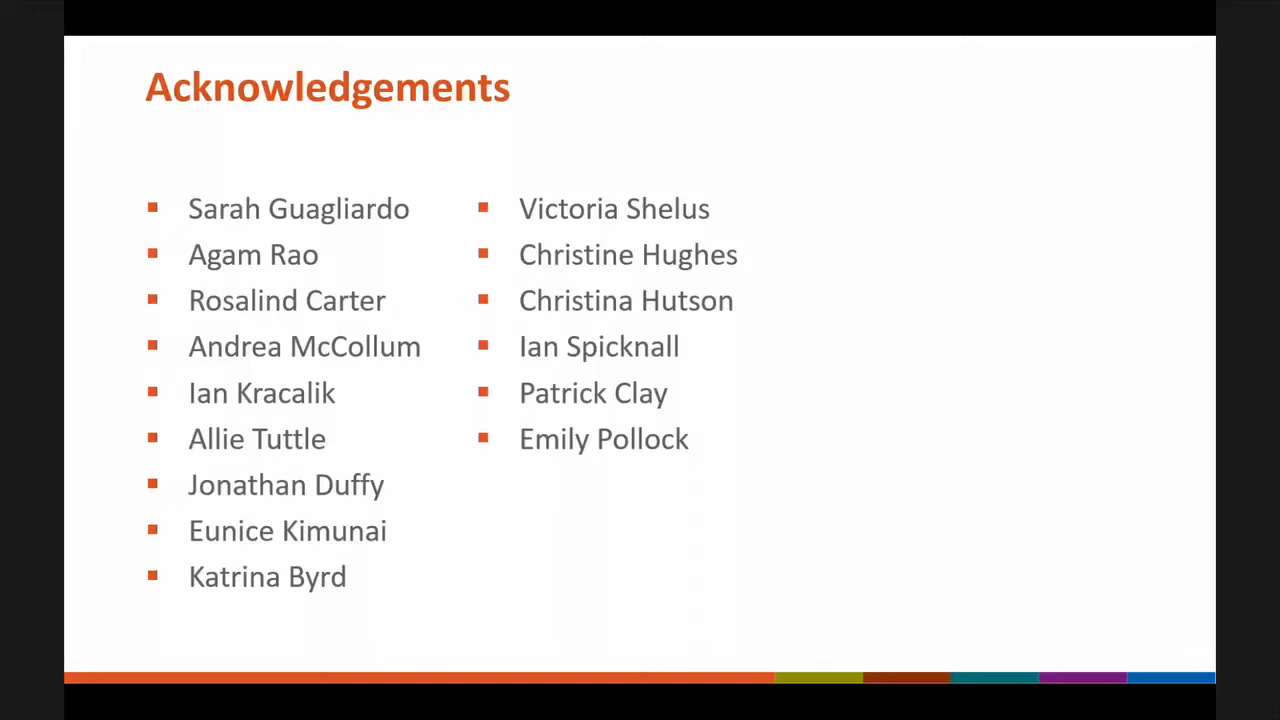 Acknowledgements
Sarah Guagliardo
Agam Rao
Rosalind Carter
Andrea McCollum
Ian Kracalik
Allie Tuttle
Jonathan Duffy
Eunice Kimunai
Katrina Byrd
Victoria Shelus
Christine Hughes
Christina Hutson
Ian Spicknall
Patrick Clay
Emily Pollock